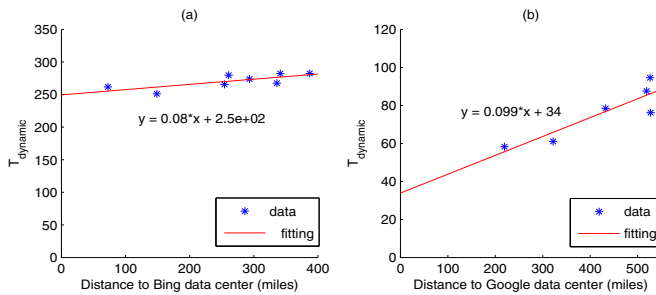 (a)
350
300
250
200
150
100
50
0
T_dynamic
y = 0.08*x + 2.5e+02
data
fitting
0 100 200 300 400
Distance to Bing data center (miles)
(b)
120
100
80
60
40
20
0
T_dynamic
y = 0.099*x + 34
data
fitting
0 100 200 300 400 500
Distance to Google data center (miles)